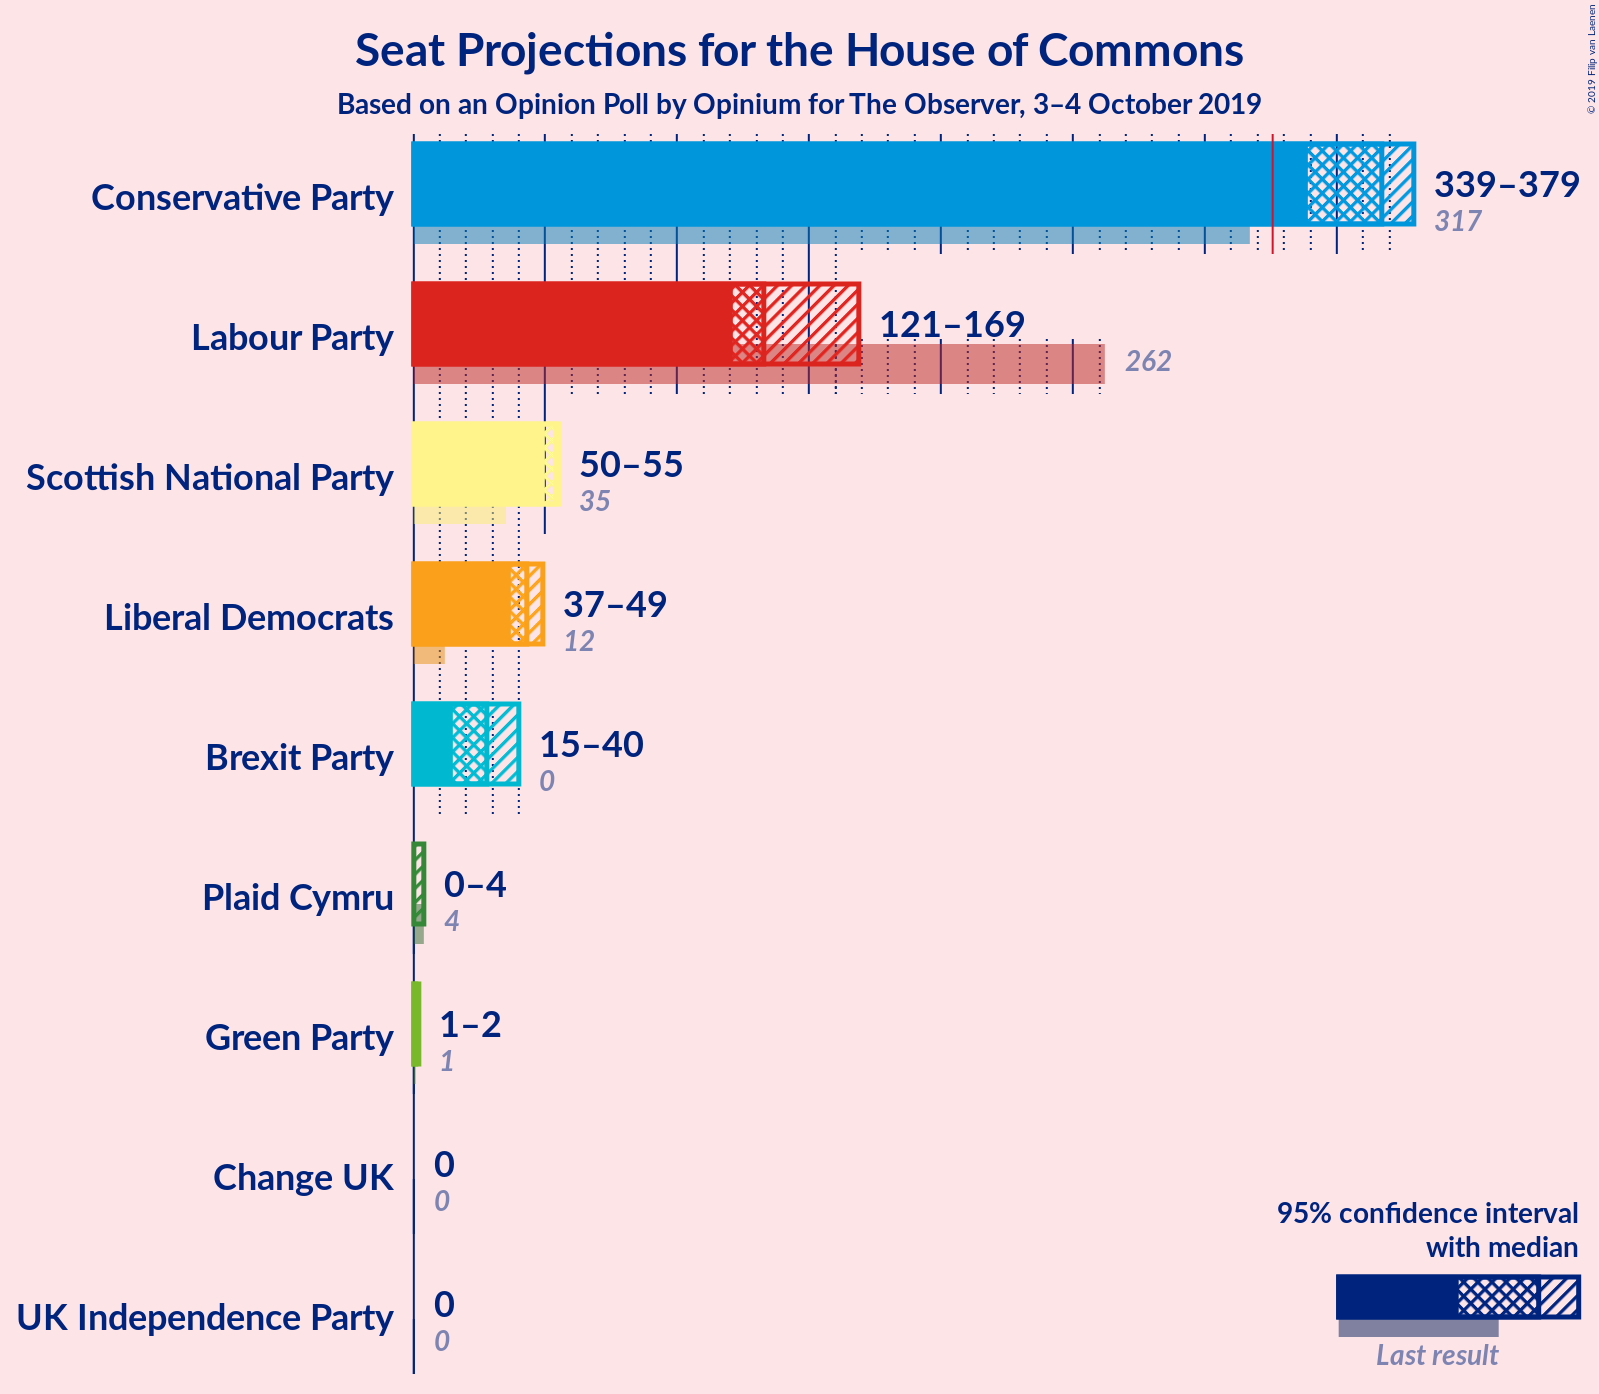 Seat Projections for the House of Commons
Based on an Opinion Poll by Opinium for The Observer, 3–4 October 2019
© 2019 Filip van Laenen
Conservative Party
339–379
317
Labour Party
121–169
262
Scottish National Party
50–55
35
Liberal Democrats
37–49
12
Brexit Party
15–40
0
Plaid Cymru
0–4
4
Green Party
1–2
1
Change UK
0
0
UK Independence Party
0
0
95% confidence interval
with median
Last result